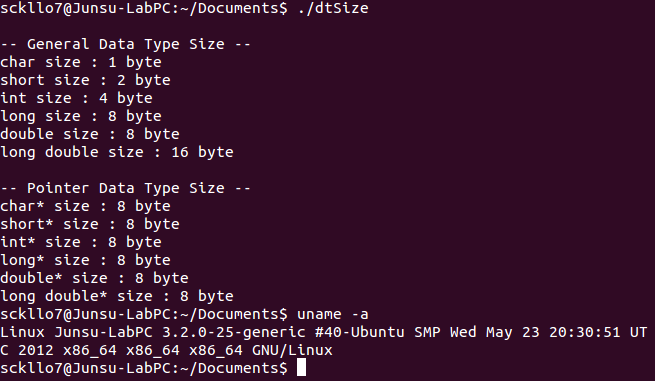 sckllo7@Junsu-LabPC:~/Documents$ ./dtSize
-- General Data Type Size --
char size : 1 byte
short size : 2 byte
int size : 4 byte
long size : 8 byte
double size : 8 byte
long double size : 16 byte
-- Pointer Data Type Size --
char* size : 8 byte
short* size : 8 byte
int* size : 8 byte
long* size : 8 byte
double* size : 8 byte
long double* size : 8 byte
sckllo7@Junsu-LabPC:~/Documents$ uname -a
Linux Junsu-LabPC 3.2.0-25-generic #40-Ubuntu SMP Wed May 23 20:30:51 UT
C 2012 x86_64 x86_64 x86_64 GNU/Linux
sckllo7@Junsu-LabPC:~/Documents$